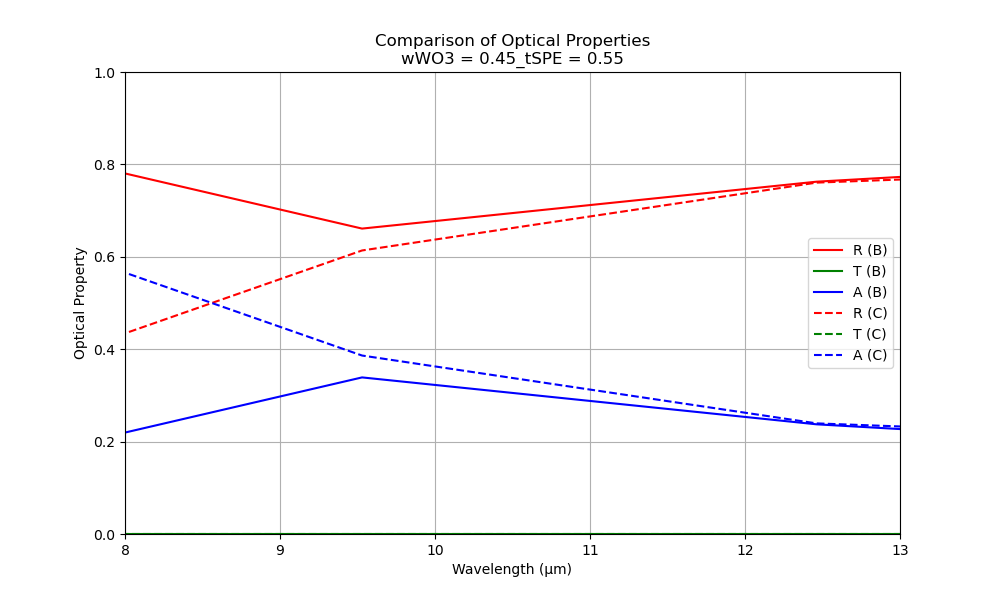 Comparison of Optical Properties
wWO3 = 0.45_tSPE = 0.55
1.0
0.8
0.6
0.4
0.2
0.0
Optical Property
8
9
10
11
12
13
Wavelength (μm)
R (B)
T (B)
A (B)
R (C)
T (C)
A (C)